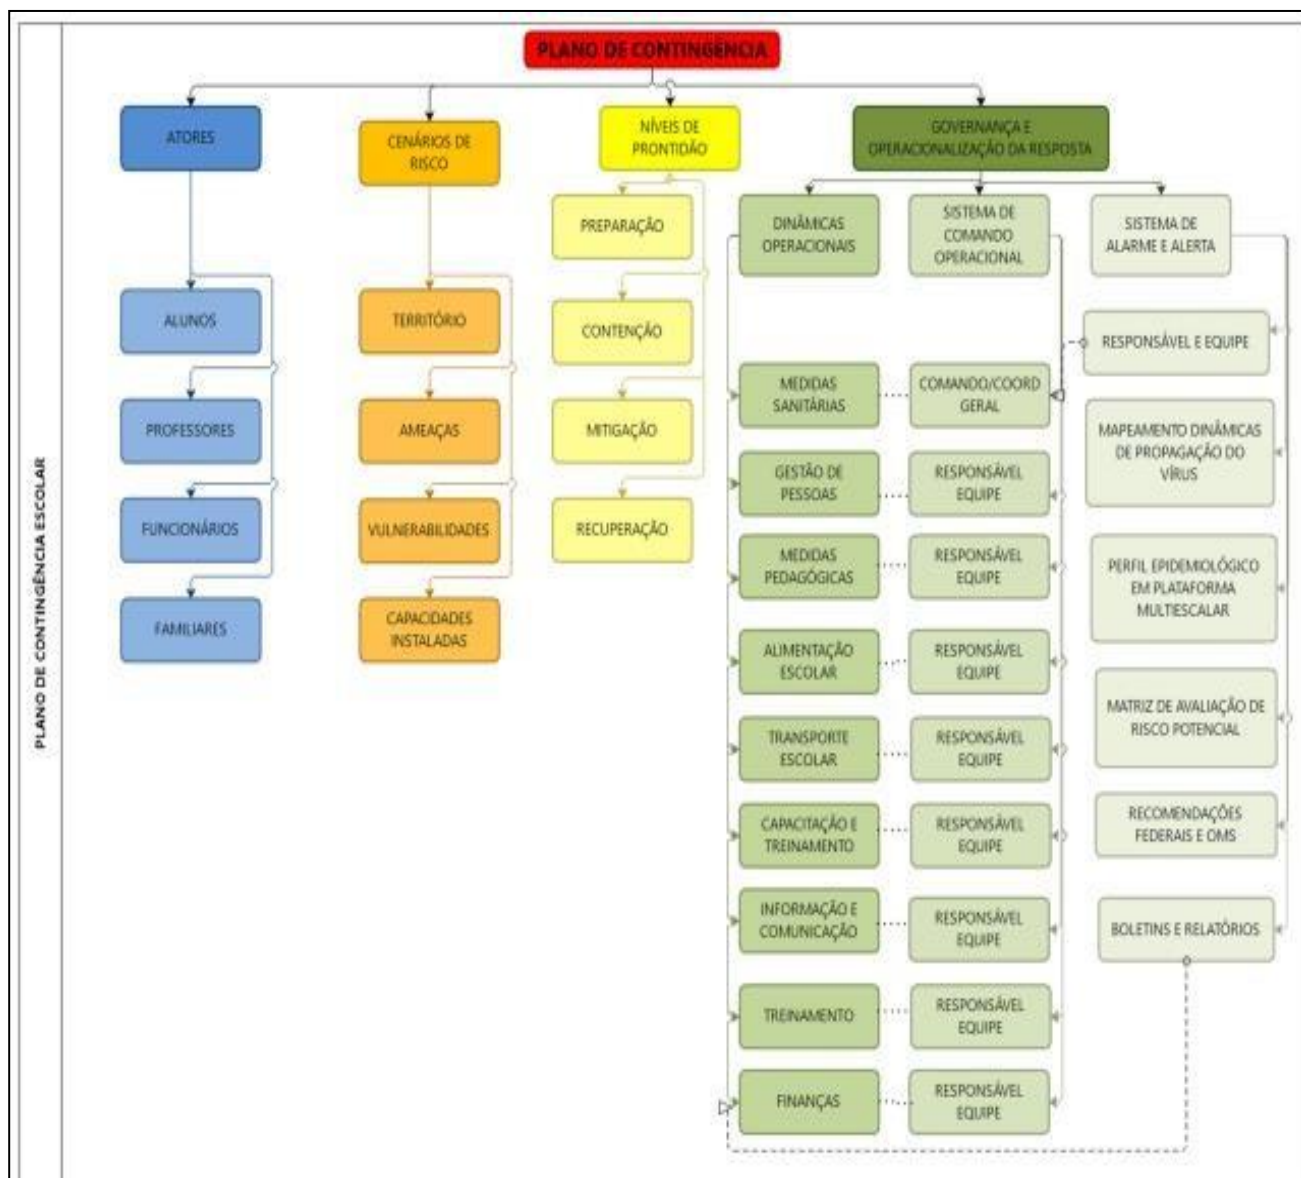 PLANO DE CONTINGÊNCIA ESCOLAR
PLANO DE CONTINGÊNCIA
ATORES
ALUNOS
PROFESSORES
FUNCIONÁRIOS
FAMILIARES
CENÁRIOS DE
RISCO
TERRITÓRIO
AMEAÇAS
VULNERABILIDADES
CAPACIDADES
INSTALADAS
NÍVEIS DE
PRONTIDÃO
PREPARAÇÃO
CONTENÇÃO
MITIGAÇÃO
RECUPERAÇÃO
GOVERNANÇA E
OPERACIONALIZAÇÃO DA RESPOSTA
DINÂMICAS
OPERACIONAIS
MEDIDAS
SANITÁRIAS
GESTÃO DE
PESSOAS
MEDIDAS
PEDAGÓGICAS
ALIMENTAÇÃO
ESCOLAR
TRANSPORTE
ESCOLAR
CAPACITAÇÃO E
TREINAMENTO
INFORMAÇÃO E
COMUNICAÇÃO
TREINAMENTO
FINANÇAS
SISTEMA DE
COMANDO
OPERACIONAL
COMANDO/COORD
GERAL
RESPONSÁVEL
EQUIPE
RESPONSÁVEL
EQUIPE
RESPONSÁVEL
EQUIPE
RESPONSÁVEL
EQUIPE
RESPONSÁVEL
EQUIPE
RESPONSÁVEL
EQUIPE
RESPONSÁVEL
EQUIPE
RESPONSÁVEL
EQUIPE
SISTEMA DE
ALARME E ALERTA
RESPONSÁVEL E EQUIPE
MAPEAMENTO DINÂMICAS
DE PROPAGAÇÃO DO
VÍRUS
PERFIL EPIDEMIOLÓGICO
EM PLATAFORMA
MULTIESCALAR
MATRIZ DE AVALIAÇÃO DE
RISCO POTENCIAL
RECOMENDAÇÕES
FEDERAIS E OMS
BOLETINS E RELATÓRIOS